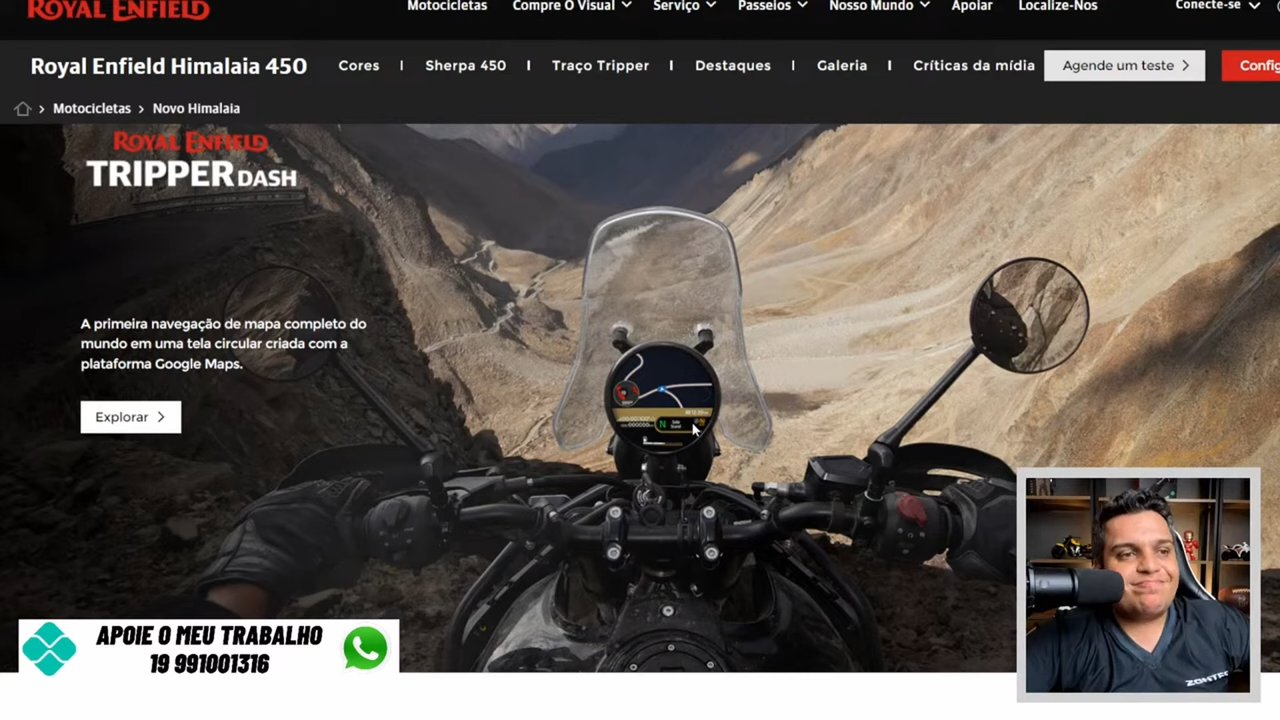 ROYAL ENFIELD
Motocicletas
Compre O Visual
Serviço
Passeios
Nosso Mundo
Apoiar
Localize-Nos
Conecte-se
Royal Enfield Himalaia 450
Cores
Sherpa 450
Traço Tripper
Destaques
Galeria
Críticas da mídia
Agende um teste
Config
Motocicletas
Novo Himalaia
ROYAL ENFIELD
TRIPPER DASH
A primeira navegação de mapa completo do
mundo em uma tela circular criada com a
plataforma Google Maps.
Explorar
N
APOIE O MEU TRABALHO
19 991001316